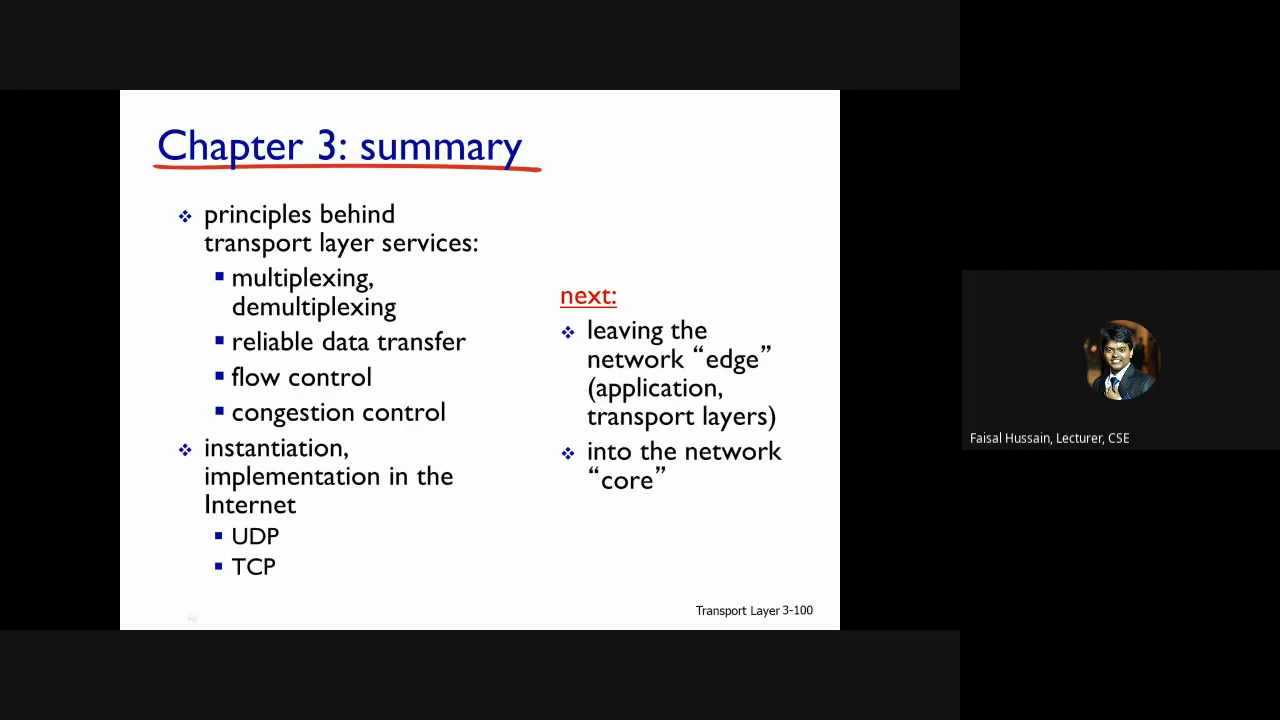 Chapter 3: summary
principles behind
transport layer services:
multiplexing,
demultiplexing
reliable data transfer
flow control
congestion control
instantiation,
implementation in the
Internet
UDP
TCP
next:
leaving the
network “edge”
(application,
transport layers)
into the network
“core”
Transport Layer 3-100
Faisal Hussain, Lecturer, CSE